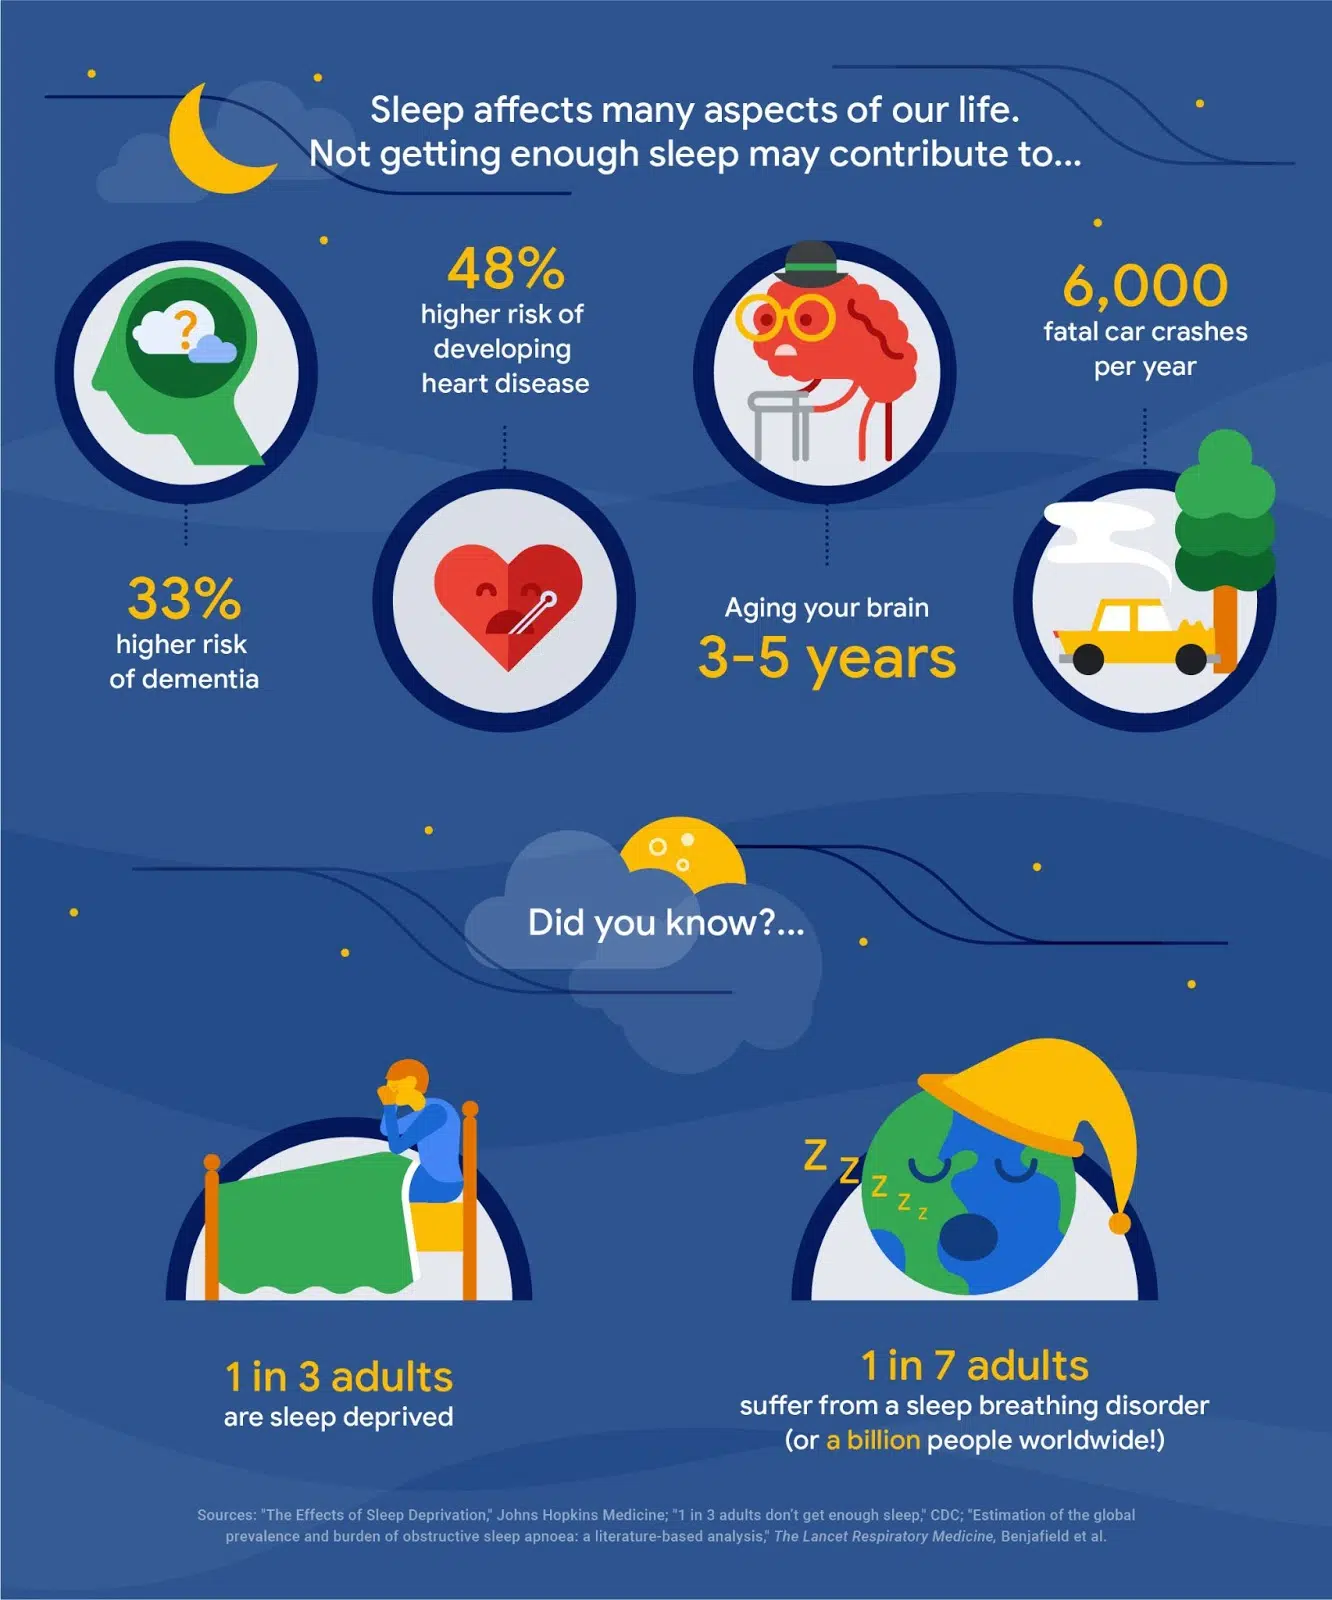 Sleep affects many aspects of our life.
Not getting enough sleep may contribute to...
?
33%
higher risk
of dementia
48%
higher risk of
developing
heart disease
Aging your brain
3-5 years
6,000
fatal car crashes
per year
Did you know?...
1 in 3 adults
are sleep deprived
Z Z Z Z Z
1 in 7 adults
suffer from a sleep breathing disorder
(or a billion people worldwide!)
Sources: "The Effects of Sleep Deprivation," Johns Hopkins Medicine; "1 in 3 adults don't get enough sleep," CDC; "Estimation of the global
prevalence and burden of obstructive sleep apnoea: a literature-based analysis," The Lancet Respiratory Medicine, Benjafield et al.